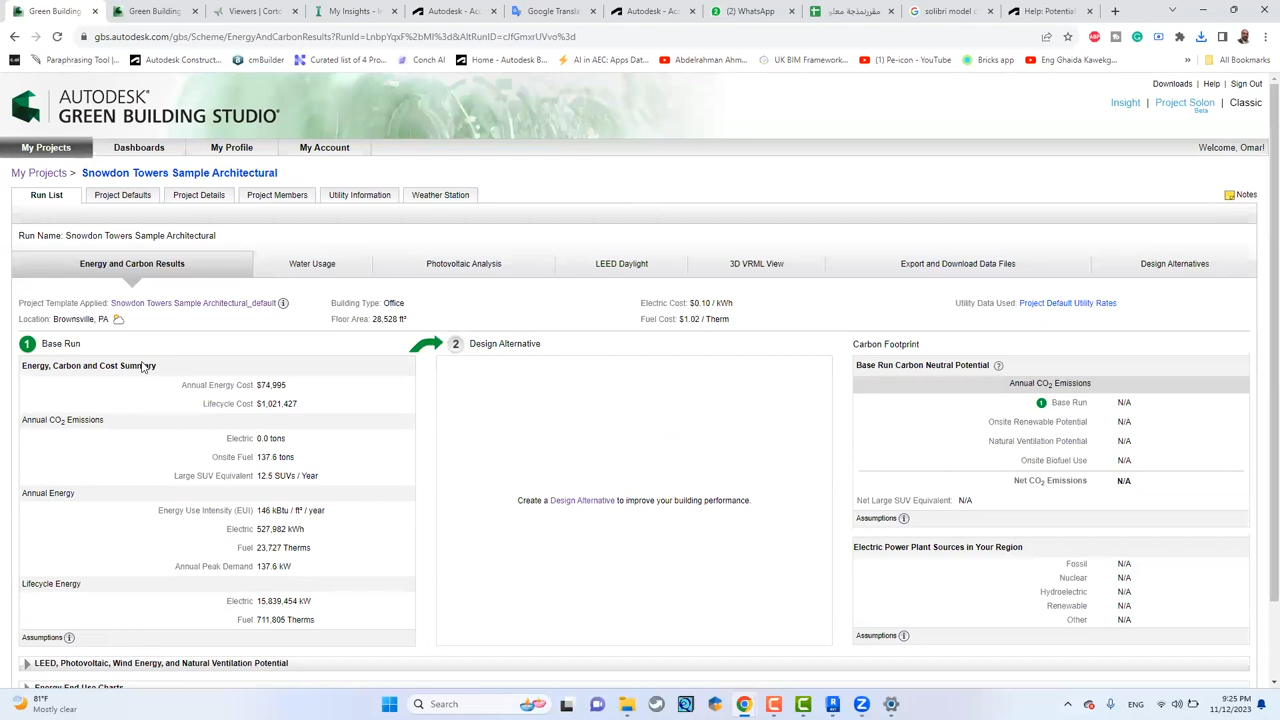 Green Building Stu
Green Building Stu
Viewers | Corte
My Insights - In
Autodesk - Acc
Google Transla
Autodesk - Acc
(2) WhatsApp
مقررنمذجة معلو
solibri model c
Help: Potential
gbs.autodesk.com/gbs/Scheme/EnergyAndCarbonResults?RunId=LnbpYqxF%2bMI%3d&AltRunId=cJfGmxrUVvo%3d
Paraphrasing Tool |...
Autodesk Construct...
cmBuilder
Curated list of 4 Pro...
Conch AI
Home - Autodesk B...
AI in AEC: Apps Dat...
Abdelrahman Ahm...
UK BIM Framework...
(1) Pe-icon - YouTube
Bricks app
Eng Ghaida Kawekg...
»
All Bookmarks
Downloads | Help | Sign Out
AUTODESK®
GREEN BUILDING STUDIO®
Insight | Project Solon | Classic
Beta
My Projects
Dashboards
My Profile
My Account
Welcome, Omar!
My Projects > Snowdon Towers Sample Architectural
Run List
Project Defaults
Project Details
Project Members
Utility Information
Weather Station
Notes
Run Name: Snowdon Towers Sample Architectural
Energy and Carbon Results
Water Usage
Photovoltaic Analysis
LEED Daylight
3D VRML View
Export and Download Data Files
Design Alternatives
Project Template Applied: Snowdon Towers Sample Architectural_default
Building Type: Office
Electric Cost: $0.10 / kWh
Utility Data Used: Project Default Utility Rates
Location: Brownsville, PA
Floor Area: 28,528 ft²
Fuel Cost: $1.02 / Therm
1 Base Run
Energy, Carbon and Cost Summary
Annual Energy Cost $74,995
Lifecycle Cost $1,021,427
Annual CO2 Emissions
Electric 0.0 tons
Onsite Fuel 137.6 tons
Large SUV Equivalent 12.5 SUVs / Year
Annual Energy
Energy Use Intensity (EUI) 146 kBtu / ft² / year
Electric 527,982 kWh
Fuel 23,727 Therms
Annual Peak Demand 137.6 kW
Lifecycle Energy
Electric 15,839,454 kW
Fuel 711,805 Therms
Assumptions
2 Design Alternative
Create a Design Alternative to improve your building performance.
Carbon Footprint
Base Run Carbon Neutral Potential
Annual CO2 Emissions
1 Base Run N/A
Onsite Renewable Potential N/A
Natural Ventilation Potential N/A
Onsite Biofuel Use N/A
Net CO2 Emissions N/A
Net Large SUV Equivalent: N/A
Assumptions
Electric Power Plant Sources in Your Region
Fossil N/A
Nuclear N/A
Hydroelectric N/A
Renewable N/A
Other N/A
Assumptions
LEED, Photovoltaic, Wind Energy, and Natural Ventilation Potential
Energy End Use Charts
81°F
Mostly clear
Search
ENG
9:25 PM
11/12/2023